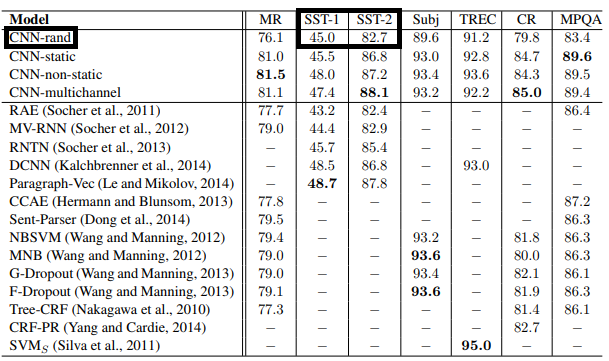 Model MR SST-1 SST-2 Subj TREC CR MPQA
CNN-rand 76.1 45.0 82.7 89.6 91.2 79.8 83.4
CNN-static 81.0 45.5 86.8 93.0 92.8 84.7 89.6
CNN-non-static 81.5 48.0 87.2 93.4 93.6 84.3 89.5
CNN-multichannel 81.1 47.4 88.1 93.2 92.2 85.0 89.4
RAE (Socher et al., 2011) 77.7 43.2 82.4 – – – 86.4
MV-RNN (Socher et al., 2012) 79.0 44.4 82.9 – – – –
RNTN (Socher et al., 2013) – 45.7 85.4 – – – –
DCNN (Kalchbrenner et al., 2014) – 48.5 86.8 – 93.0 – –
Paragraph-Vec (Le and Mikolov, 2014) – 48.7 87.8 – – – –
CCAE (Hermann and Blunsom, 2013) 77.8 – – – – – 87.2
Sent-Parser (Dong et al., 2014) 79.5 – – – – – 86.3
NBSVM (Wang and Manning, 2012) 79.4 – – 93.2 – 81.8 86.3
MNB (Wang and Manning, 2012) 79.0 – – 93.6 – 80.0 86.3
G-Dropout (Wang and Manning, 2013) 79.0 – – 93.4 – 82.1 86.1
F-Dropout (Wang and Manning, 2013) 79.1 – – 93.6 – 81.9 86.3
Tree-CRF (Nakagawa et al., 2010) 77.3 – – – – 81.4 86.1
CRF-PR (Yang and Cardie, 2014) – – – – – 82.7 –
SVMS (Silva et al., 2011) – – – – 95.0 – –